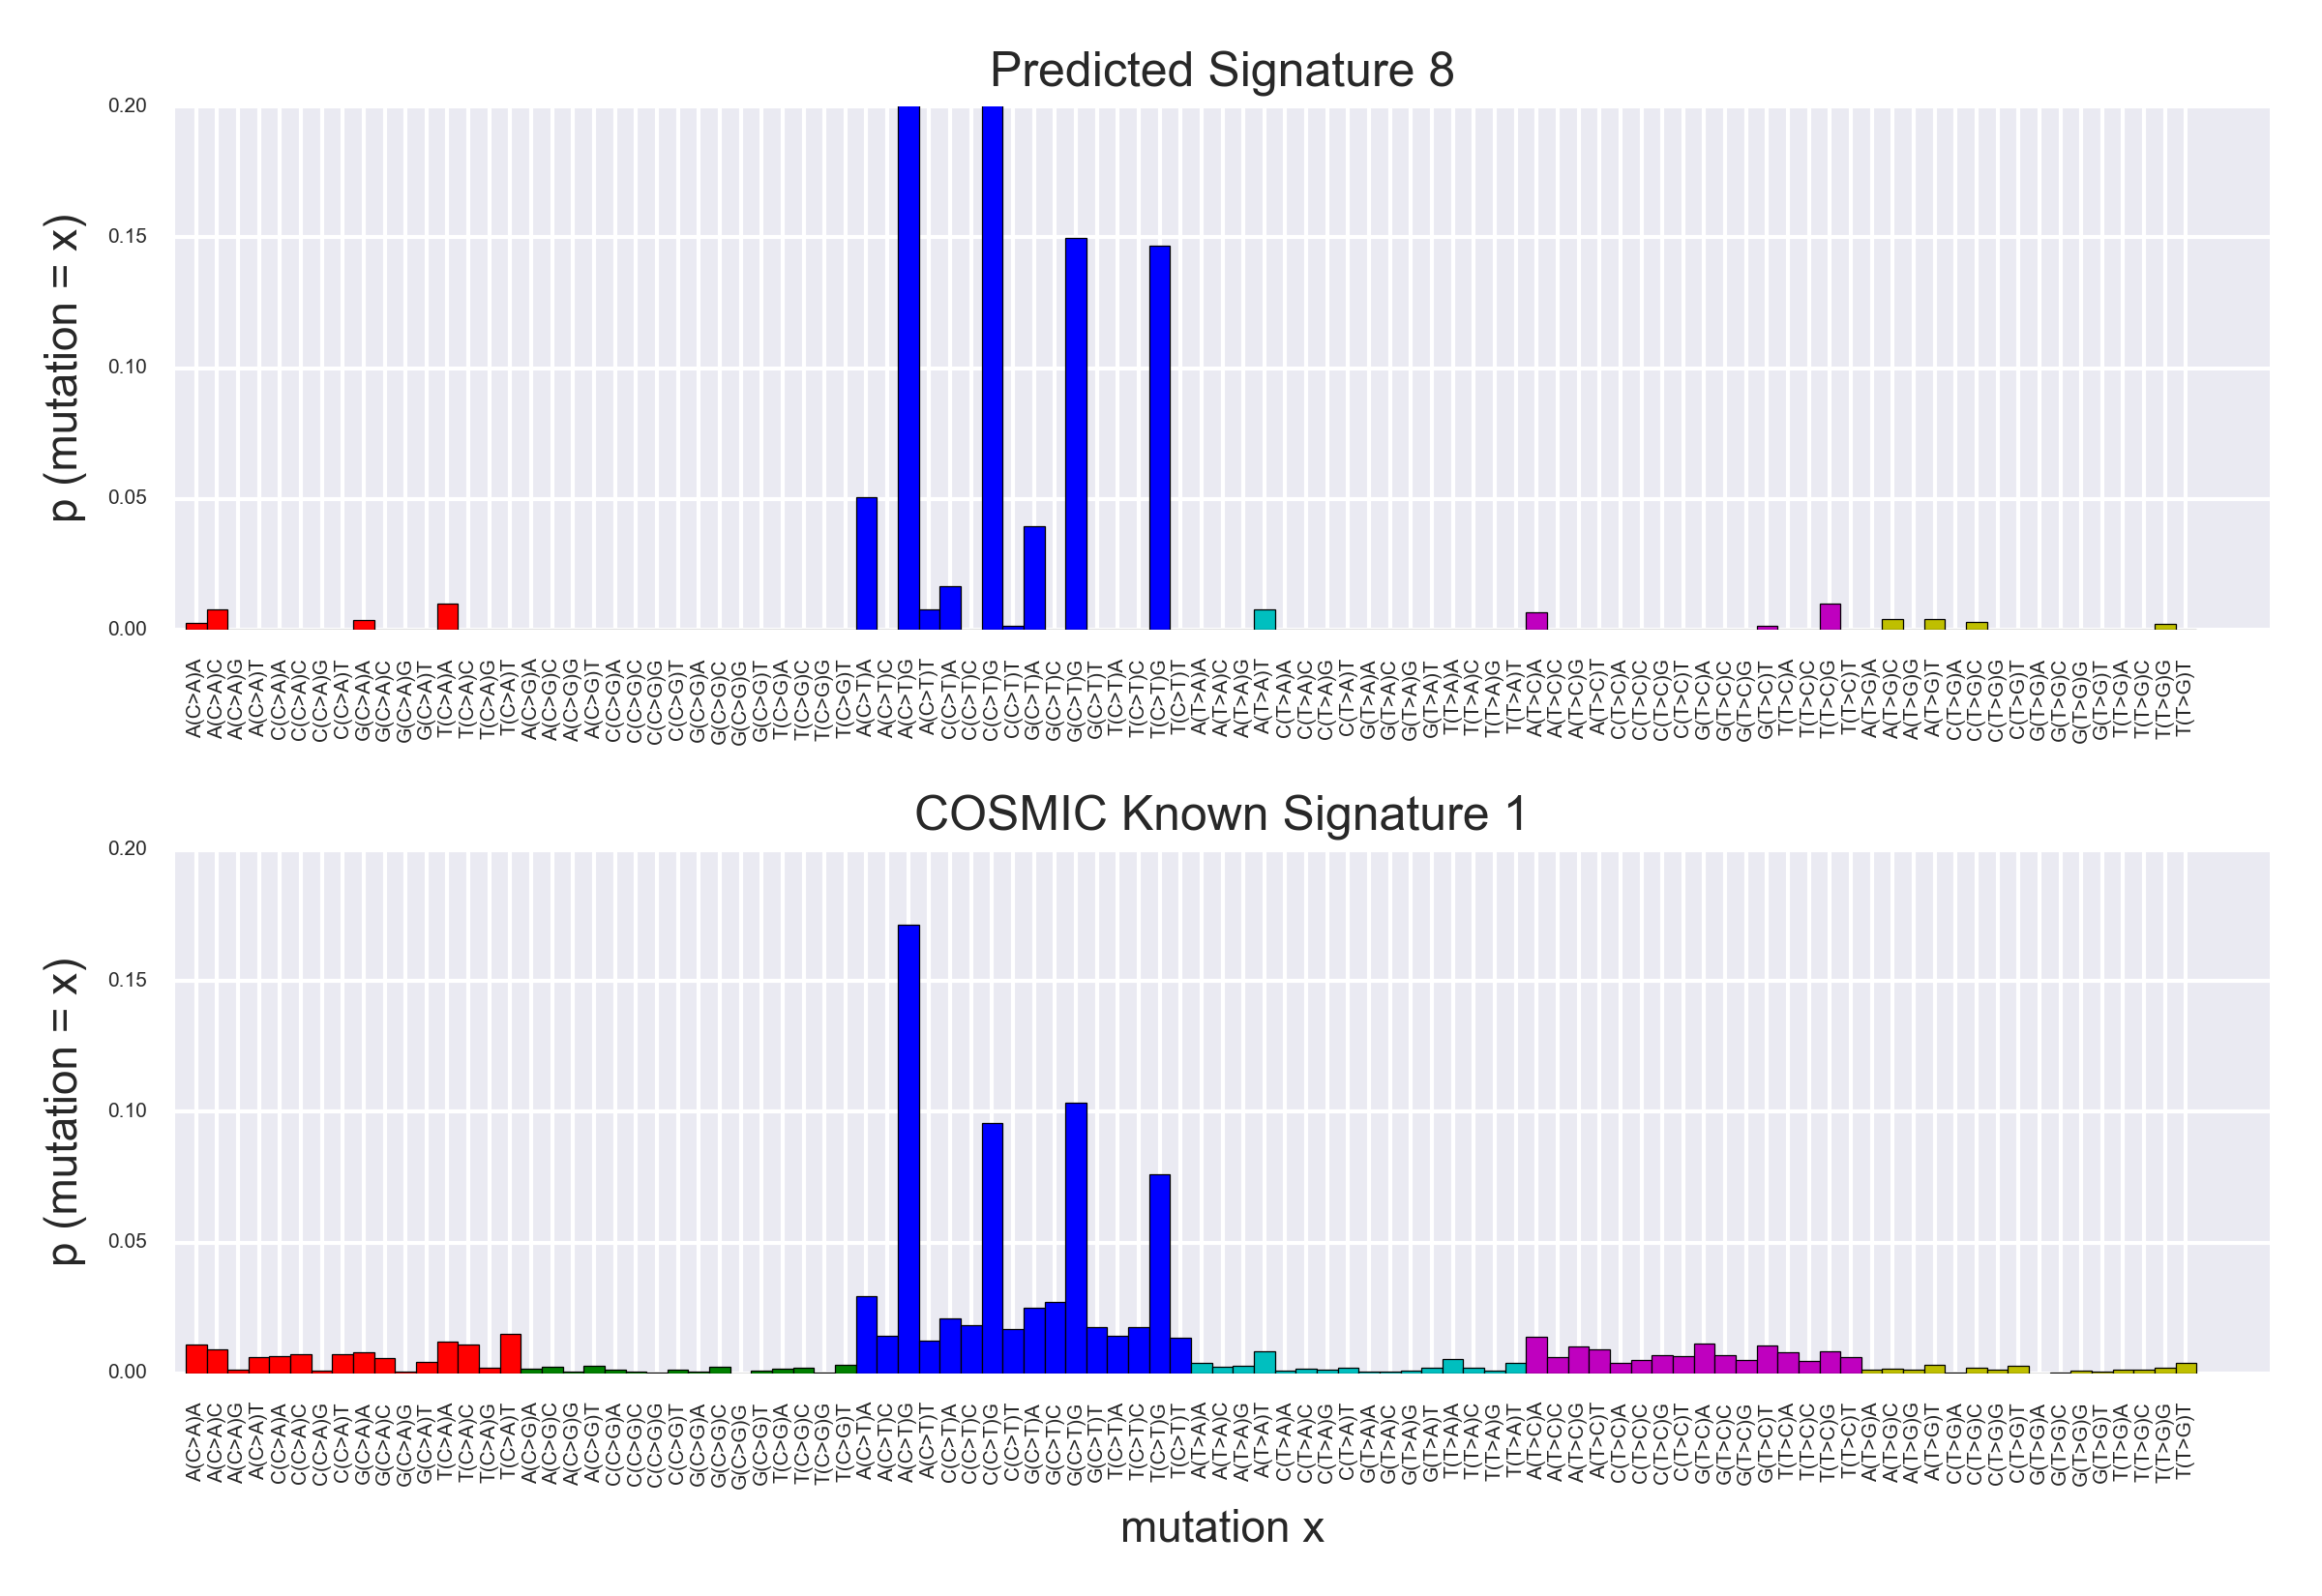 Predicted Signature 8
p (mutation = x)
0.20
0.15
0.10
0.05
0.00
A(C>A)A A(C>A)C A(C>A)G A(C>A)T C(C>A)A C(C>A)C C(C>A)G C(C>A)T G(C>A)A G(C>A)C G(C>A)G G(C>A)T T(C>A)A T(C>A)C T(C>A)G T(C>A)T A(C>G)A A(C>G)C A(C>G)G A(C>G)T C(C>G)A C(C>G)C C(C>G)G C(C>G)T G(C>G)A G(C>G)C G(C>G)G G(C>G)T T(C>G)A T(C>G)C T(C>G)G T(C>G)T A(C>T)A A(C>T)C A(C>T)G A(C>T)T C(C>T)A C(C>T)C C(C>T)G C(C>T)T G(C>T)A G(C>T)C G(C>T)G G(C>T)T T(C>T)A T(C>T)C T(C>T)G T(C>T)T A(T>A)A A(T>A)C A(T>A)G A(T>A)T C(T>A)A C(T>A)C C(T>A)G C(T>A)T G(T>A)A G(T>A)C G(T>A)G G(T>A)T T(T>A)A T(T>A)C T(T>A)G T(T>A)T A(T>C)A A(T>C)C A(T>C)G A(T>C)T C(T>C)A C(T>C)C C(T>C)G C(T>C)T G(T>C)A G(T>C)C G(T>C)G G(T>C)T T(T>C)A T(T>C)C T(T>C)G T(T>C)T A(T>G)A A(T>G)C A(T>G)G A(T>G)T C(T>G)A C(T>G)C C(T>G)G C(T>G)T G(T>G)A G(T>G)C G(T>G)G G(T>G)T T(T>G)A T(T>G)C T(T>G)G T(T>G)T
COSMIC Known Signature 1
p (mutation = x)
0.20
0.15
0.10
0.05
0.00
A(C>A)A A(C>A)C A(C>A)G A(C>A)T C(C>A)A C(C>A)C C(C>A)G C(C>A)T G(C>A)A G(C>A)C G(C>A)G G(C>A)T T(C>A)A T(C>A)C T(C>A)G T(C>A)T A(C>G)A A(C>G)C A(C>G)G A(C>G)T C(C>G)A C(C>G)C C(C>G)G C(C>G)T G(C>G)A G(C>G)C G(C>G)G G(C>G)T T(C>G)A T(C>G)C T(C>G)G T(C>G)T A(C>T)A A(C>T)C A(C>T)G A(C>T)T C(C>T)A C(C>T)C C(C>T)G C(C>T)T G(C>T)A G(C>T)C G(C>T)G G(C>T)T T(C>T)A T(C>T)C T(C>T)G T(C>T)T A(T>A)A A(T>A)C A(T>A)G A(T>A)T C(T>A)A C(T>A)C C(T>A)G C(T>A)T G(T>A)A G(T>A)C G(T>A)G G(T>A)T T(T>A)A T(T>A)C T(T>A)G T(T>A)T A(T>C)A A(T>C)C A(T>C)G A(T>C)T C(T>C)A C(T>C)C C(T>C)G C(T>C)T G(T>C)A G(T>C)C G(T>C)G G(T>C)T T(T>C)A T(T>C)C T(T>C)G T(T>C)T A(T>G)A A(T>G)C A(T>G)G A(T>G)T C(T>G)A C(T>G)C C(T>G)G C(T>G)T G(T>G)A G(T>G)C G(T>G)G G(T>G)T T(T>G)A T(T>G)C T(T>G)G T(T>G)T
mutation x